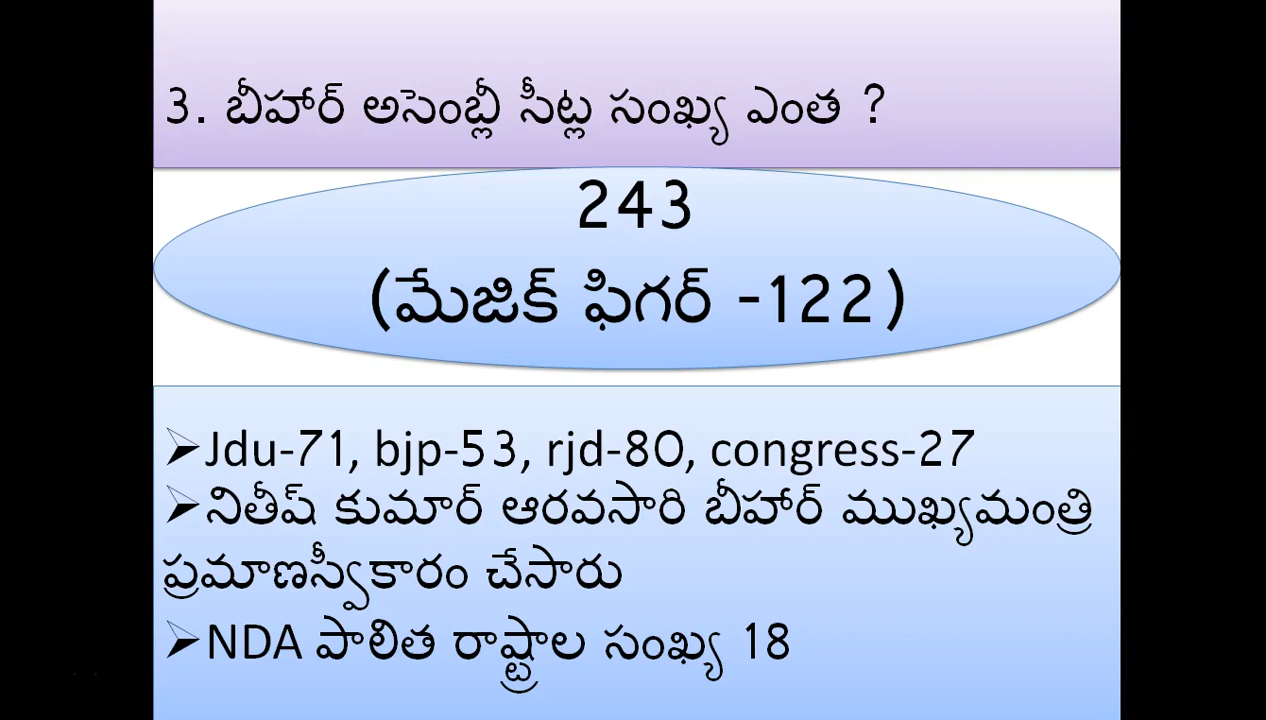 3. బీహార్ అసెంబ్లీ సీట్ల సంఖ్య ఎంత ?
243
(మేజిక్ ఫిగర్ -122)
➢Jdu-71, bjp-53, rjd-80, congress-27
➢నితీష్ కుమార్ ఆరవసారి బీహార్ ముఖ్యమంత్రి
ప్రమాణస్వీకారం చేసారు
➢NDA పాలిత రాష్ట్రాల సంఖ్య 18